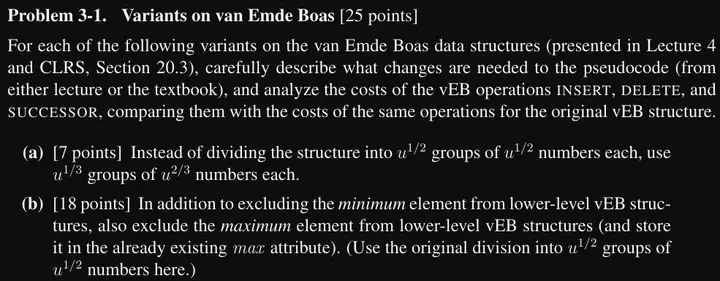 Problem 3-1. Variants on van Emde Boas [25 points]
For each of the following variants on the van Emde Boas data structures (presented in Lecture 4
and CLRS, Section 20.3), carefully describe what changes are needed to the pseudocode (from
either lecture or the textbook), and analyze the costs of the vEB operations INSERT, DELETE, and
SUCCESSOR, comparing them with the costs of the same operations for the original vEB structure.
(a) [7 points] Instead of dividing the structure into u^{1/2} groups of u^{1/2} numbers each, use
u^{1/3} groups of u^{2/3} numbers each.
(b) [18 points] In addition to excluding the minimum element from lower-level vEB struc-
tures, also exclude the maximum element from lower-level vEB structures (and store
it in the already existing max attribute). (Use the original division into u^{1/2} groups of
u^{1/2} numbers here.)